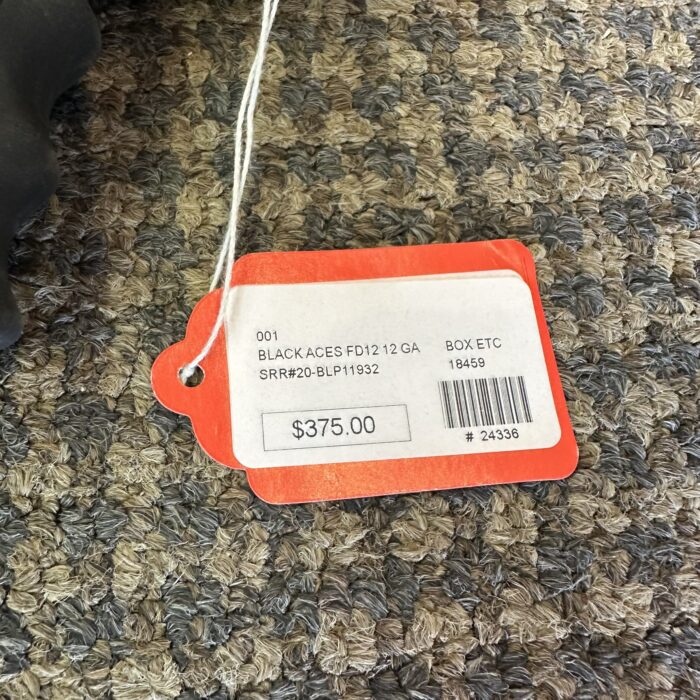 001
BLACK ACES FD12 12 GA
SRR#20-BLP11932
BOX ETC
18459
$375.00
# 24336